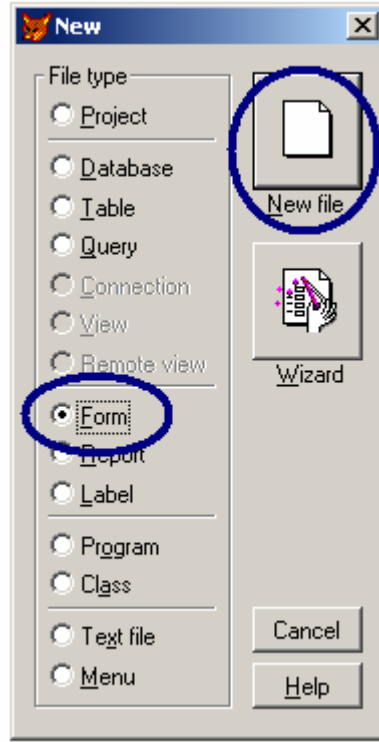 New
File type
Project
Database
Table
Query
Connection
View
Remote view
Form
Report
Label
Program
Class
Text file
Menu
New file
Wizard
Cancel
Help